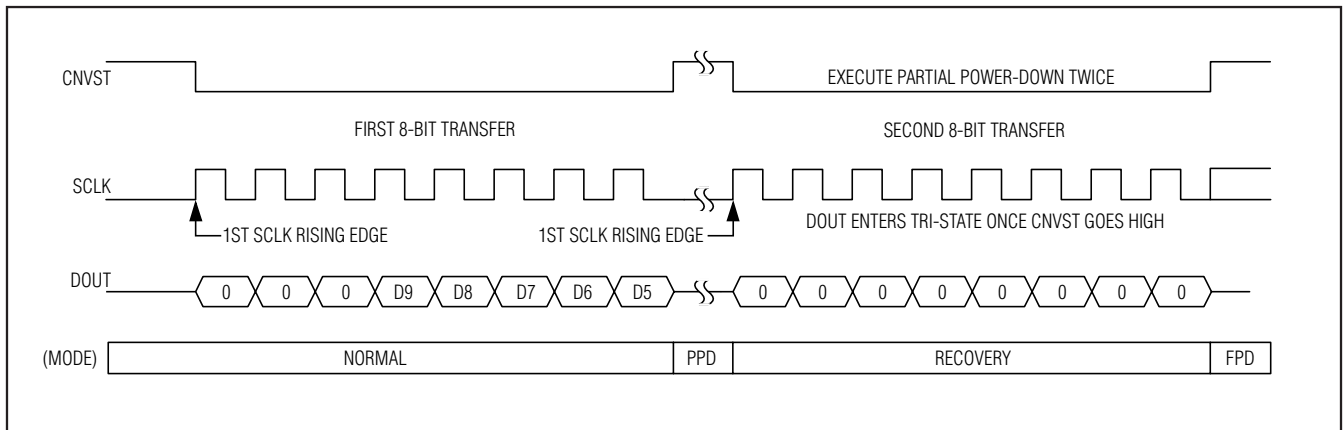 CNVST
EXECUTE PARTIAL POWER-DOWN TWICE
FIRST 8-BIT TRANSFER
SECOND 8-BIT TRANSFER
SCLK
DOUT ENTERS TRI-STATE ONCE CNVST GOES HIGH
1ST SCLK RISING EDGE
1ST SCLK RISING EDGE
DOUT
0 0 0 D9 D8 D7 D6 D5 0 0 0 0 0 0 0 0
(MODE) NORMAL PPD RECOVERY FPD